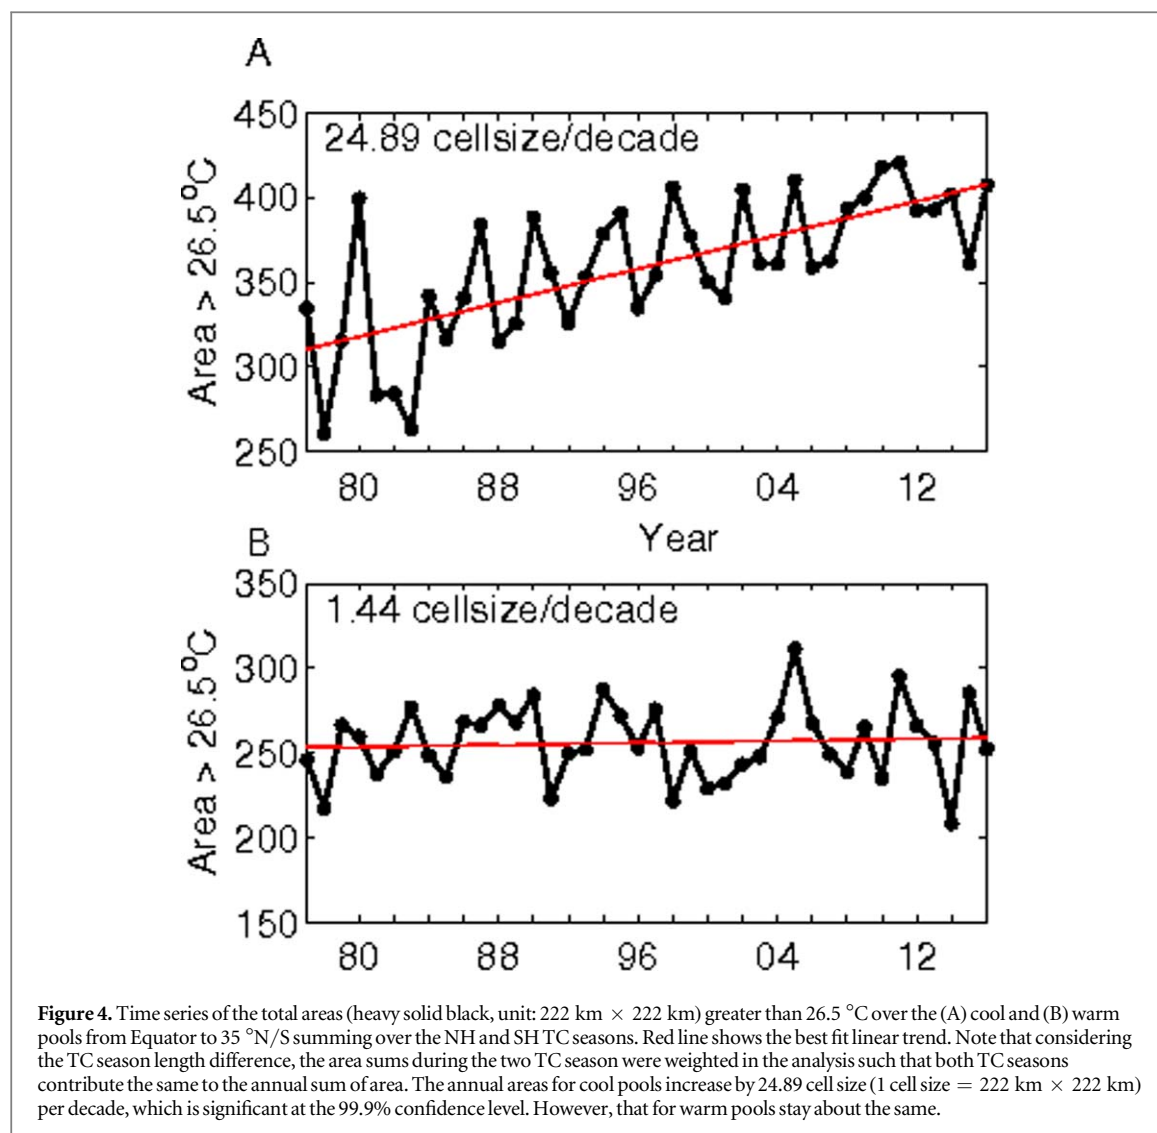 A
450
24.89 cellsize/decade
400
350
300
250
Area > 26.5°C
80 88 96 04 12
Year
B
350
1.44 cellsize/decade
300
250
200
150
Area > 26.5°C
80 88 96 04 12
Figure 4. Time series of the total areas (heavy solid black, unit: 222 km × 222 km) greater than 26.5 °C over the (A) cool and (B) warm
pools from Equator to 35 °N/S summing over the NH and SH TC seasons. Red line shows the best fit linear trend. Note that considering
the TC season length difference, the area sums during the two TC season were weighted in the analysis such that both TC seasons
contribute the same to the annual sum of area. The annual areas for cool pools increase by 24.89 cell size (1 cell size = 222 km × 222 km)
per decade, which is significant at the 99.9% confidence level. However, that for warm pools stay about the same.